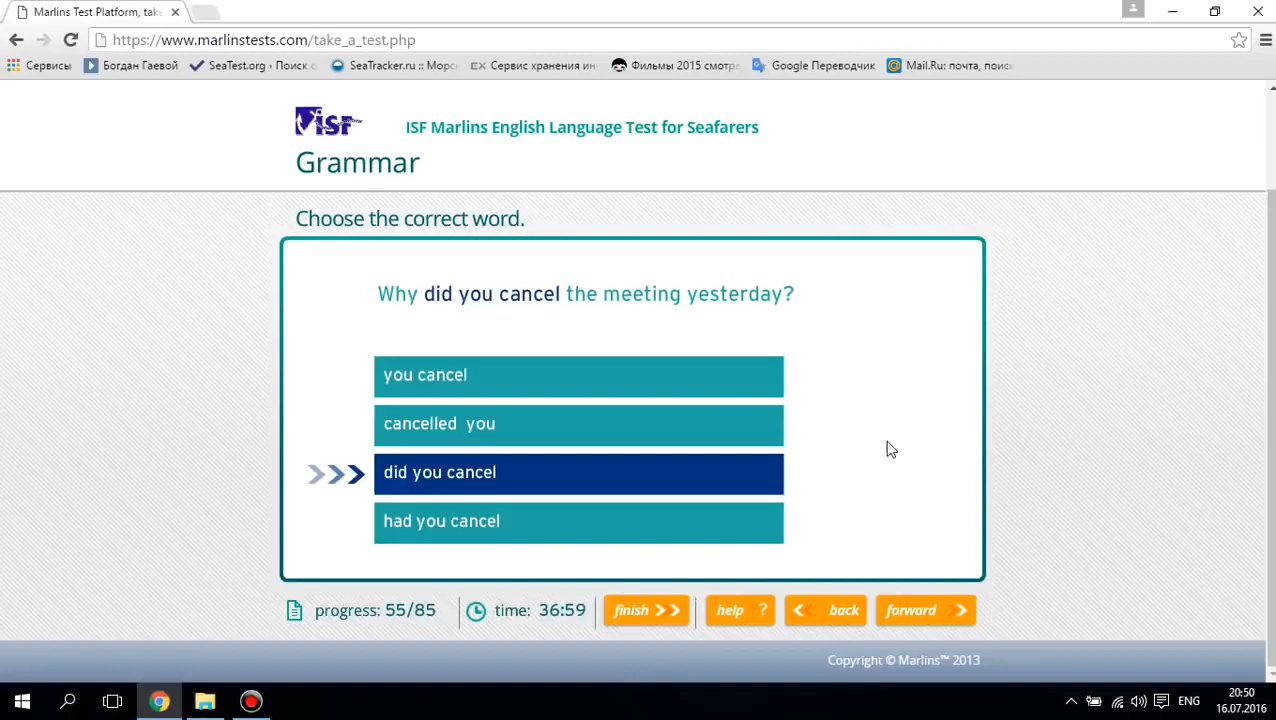 Marlins Test Platform, take
https://www.marlinstests.com/take_a_test.php
Сервисы Богдан Гаевой SeaTest.org › Поиск с SeaTracker.ru :: Морс EX Сервис хранения ин Фильмы 2015 смотр Google Переводчик Mail.Ru: почта, поиск
isf ISF Marlins English Language Test for Seafarers
Grammar
Choose the correct word.
Why did you cancel the meeting yesterday?
you cancel
cancelled you
did you cancel
had you cancel
progress: 55/85 time: 36:59 finish help ? back forward
Copyright © Marlins™ 2013
ENG 20:50
16.07.2016